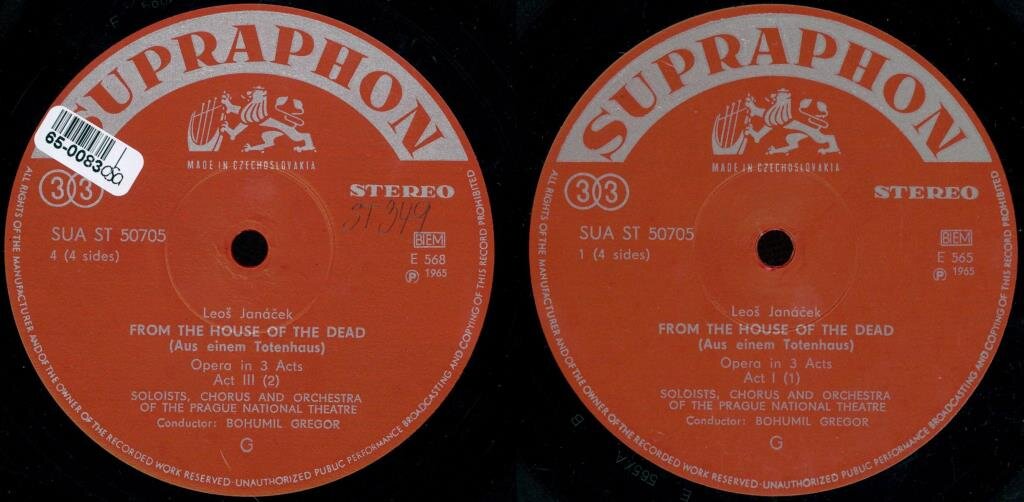 SUPRAPHON
65-0083
MADE IN CZECHOSLOVAKIA
33
STEREO
ST 349
SUA ST 50705
4 (4 sides)
BIEM
E 568
Ⓟ 1965
Leoš Janáček
FROM THE HOUSE OF THE DEAD
(Aus einem Totenhaus)
Opera in 3 Acts
Act III (2)
SOLOISTS, CHORUS AND ORCHESTRA
OF THE PRAGUE NATIONAL THEATRE
Conductor: BOHUMIL GREGOR
G
ALL RIGHTS OF THE MANUFACTURER AND OF THE OWNER OF THE RECORDED WORK RESERVED-UNAUTHORIZED PUBLIC PERFORMANCE BROADCASTING AND COPYING OF THIS RECORD PROHIBITED
SUPRAPHON
MADE IN CZECHOSLOVAKIA
33
STEREO
SUA ST 50705
1 (4 sides)
BIEM
E 565
Ⓟ 1965
Leoš Janáček
FROM THE HOUSE OF THE DEAD
(Aus einem Totenhaus)
Opera in 3 Acts
Act I (1)
SOLOISTS, CHORUS AND ORCHESTRA
OF THE PRAGUE NATIONAL THEATRE
Conductor: BOHUMIL GREGOR
G
ALL RIGHTS OF THE MANUFACTURER AND OF THE OWNER OF THE RECORDED WORK RESERVED-UNAUTHORIZED PUBLIC PERFORMANCE BROADCASTING AND COPYING OF THIS RECORD PROHIBITED